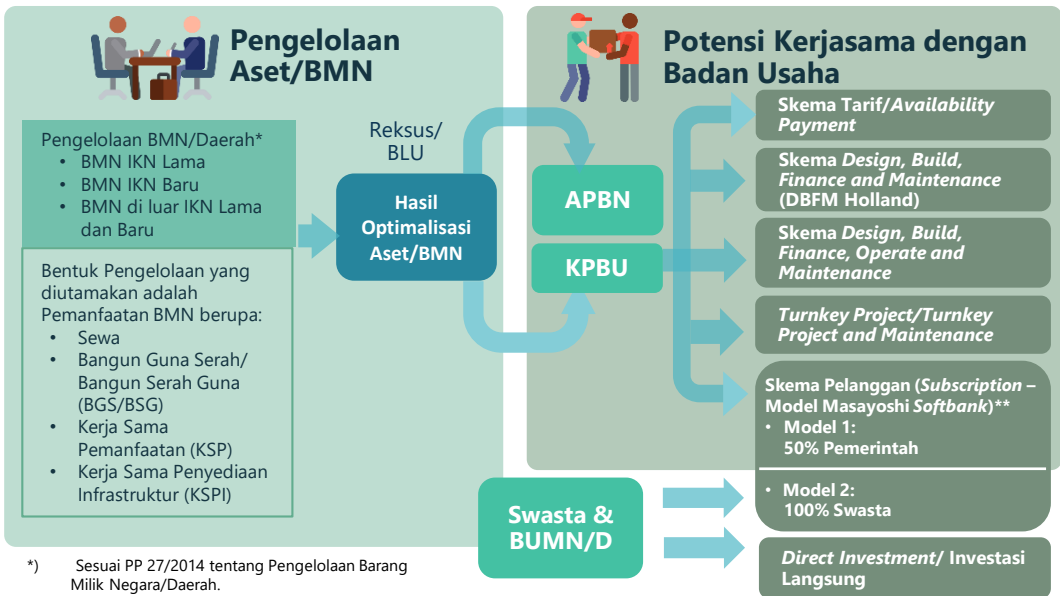 Pengelolaan
Aset/BMN
Pengelolaan BMN/Daerah*
• BMN IKN Lama
• BMN IKN Baru
• BMN di luar IKN Lama
dan Baru
Bentuk Pengelolaan yang
diutamakan adalah
Pemanfaatan BMN berupa:
• Sewa
• Bangun Guna Serah/
Bangun Serah Guna
(BGS/BSG)
• Kerja Sama
Pemanfaatan (KSP)
• Kerja Sama Penyediaan
Infrastruktur (KSPI)
Reksus/
BLU
Hasil
Optimalisasi
Aset/BMN
Potensi Kerjasama dengan
Badan Usaha
APBN
KPBU
Skema Tarif/Availability
Payment
Skema Design, Build,
Finance and Maintenance
(DBFM Holland)
Skema Design, Build,
Finance, Operate and
Maintenance
Turnkey Project/Turnkey
Project and Maintenance
Skema Pelanggan (Subscription –
Model Masayoshi Softbank)**
• Model 1:
50% Pemerintah
• Model 2:
100% Swasta
Swasta &
BUMN/D
Direct Investment/ Investasi
Langsung
*) Sesuai PP 27/2014 tentang Pengelolaan Barang
Milik Negara/Daerah.